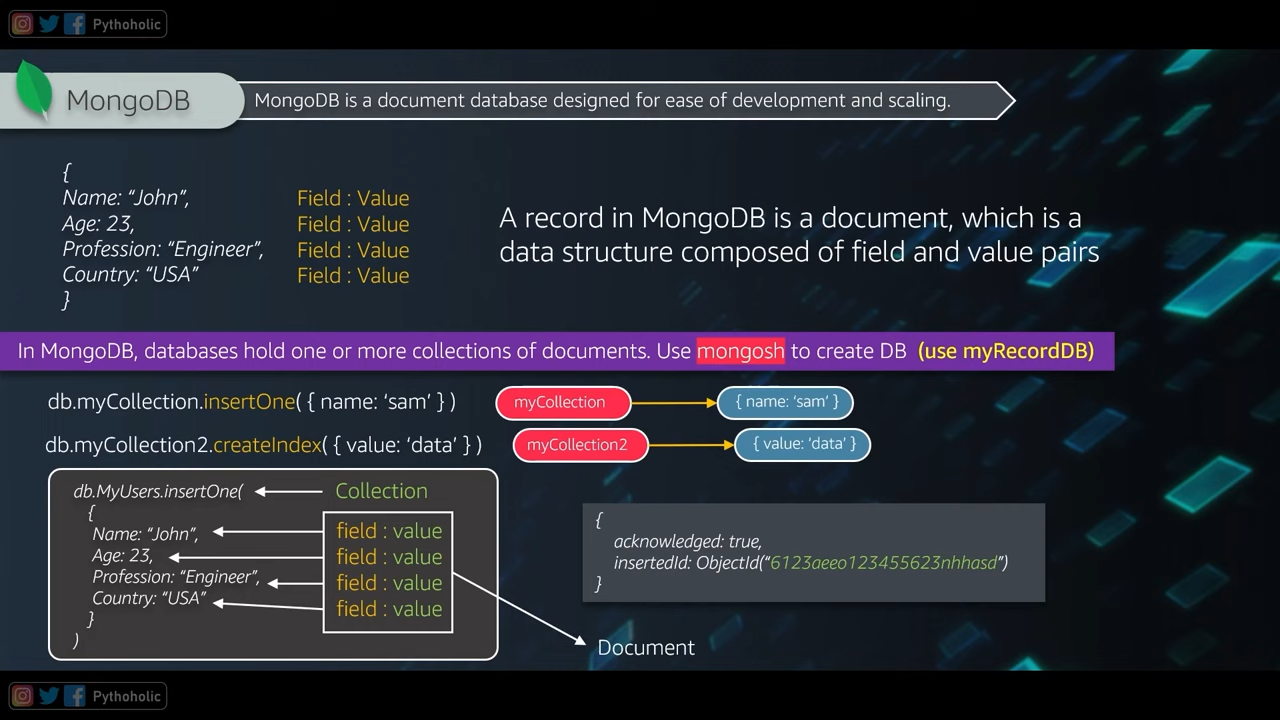 Pythoholic
MongoDB
MongoDB is a document database designed for ease of development and scaling.
{
Name: “John”,
Age: 23,
Profession: “Engineer”,
Country: “USA”
}
Field : Value
Field : Value
Field : Value
Field : Value
A record in MongoDB is a document, which is a
data structure composed of field and value pairs
In MongoDB, databases hold one or more collections of documents. Use mongosh to create DB (use myRecordDB)
db.myCollection.insertOne( { name: ‘sam’ } )
myCollection
{ name: ‘sam’ }
db.myCollection2.createIndex( { value: ‘data’ } )
myCollection2
{ value: ‘data’ }
db.MyUsers.insertOne(
{
Name: “John”,
Age: 23,
Profession: “Engineer”,
Country: “USA”
}
)
Collection
field : value
field : value
field : value
field : value
Document
{
acknowledged: true,
insertedId: ObjectId(“6123aeeo123455623nhhasd”)
}
Pythoholic